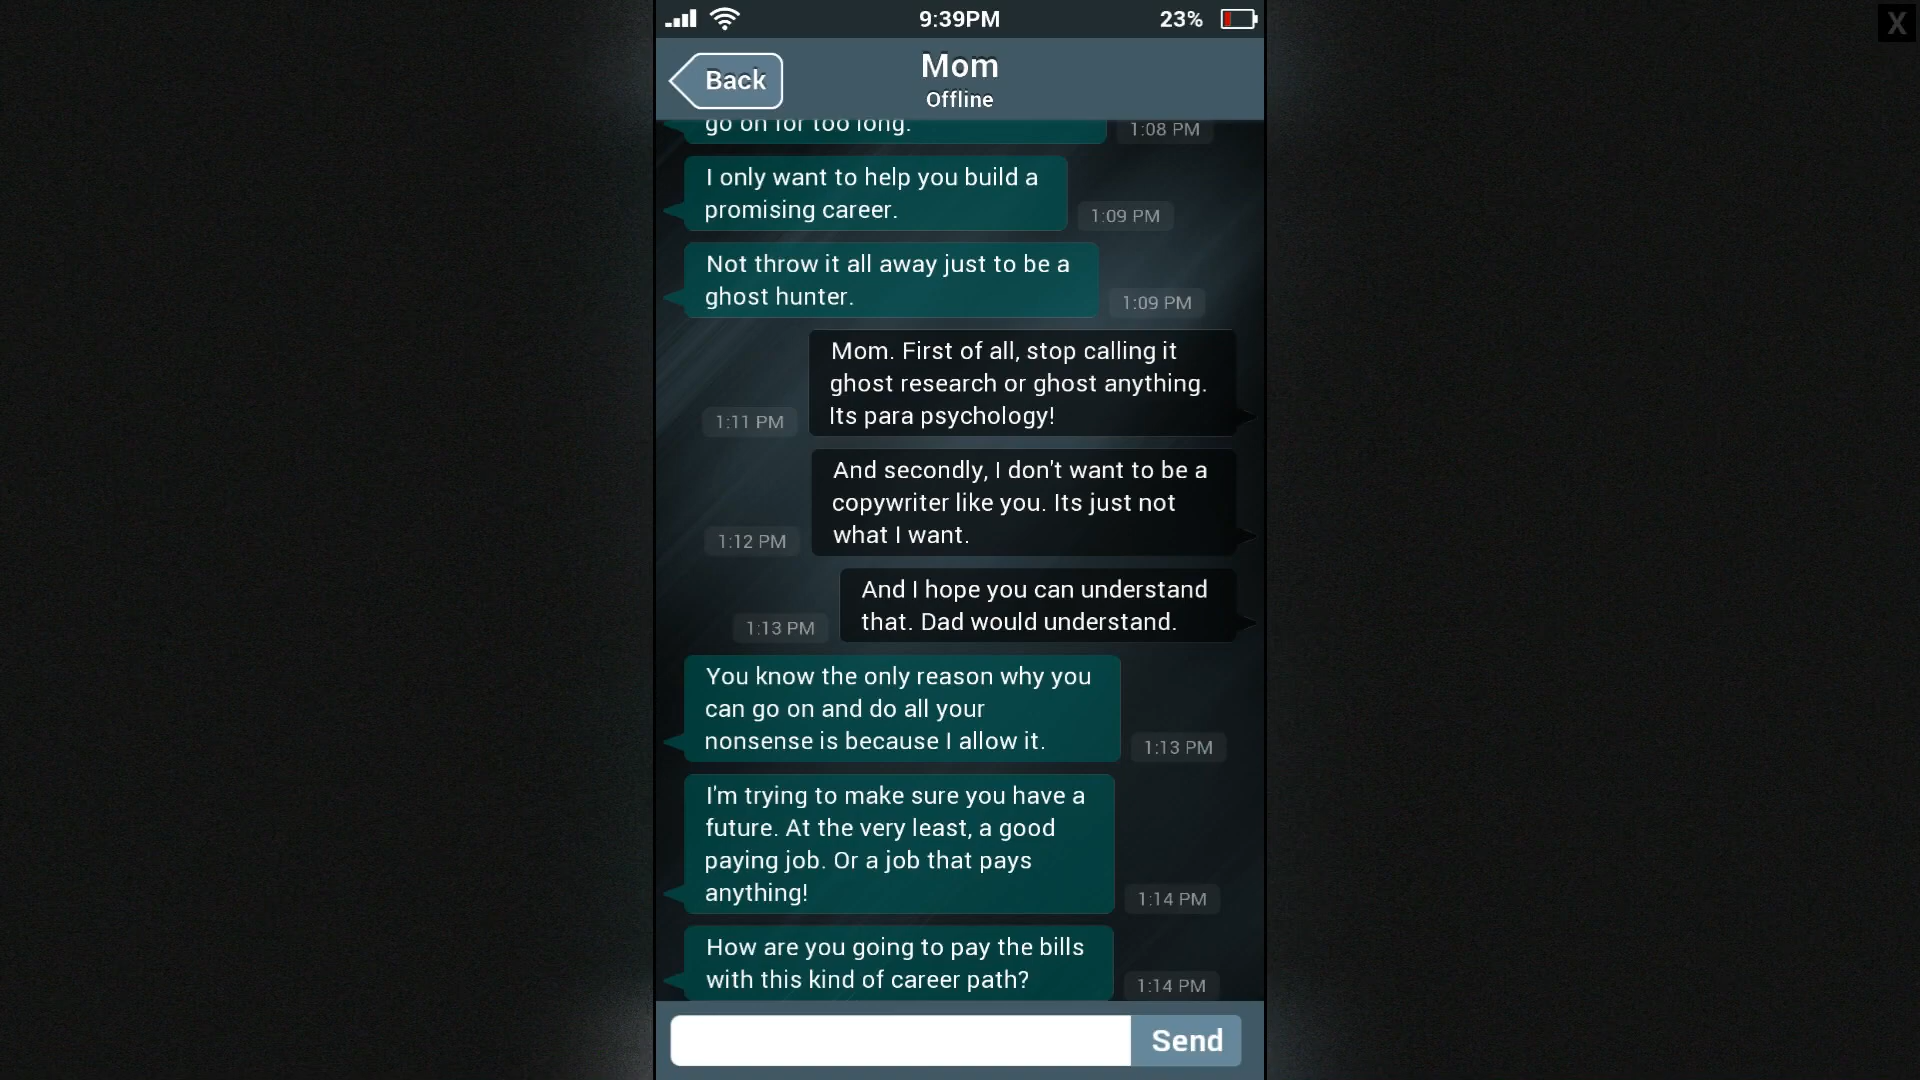 9:39PM
23%
X
Back
Mom
Offline
go on for too long.
1:08 PM
I only want to help you build a
promising career.
1:09 PM
Not throw it all away just to be a
ghost hunter.
1:09 PM
Mom. First of all, stop calling it
ghost research or ghost anything.
Its para psychology!
1:11 PM
And secondly, I don't want to be a
copywriter like you. Its just not
what I want.
1:12 PM
And I hope you can understand
that. Dad would understand.
1:13 PM
You know the only reason why you
can go on and do all your
nonsense is because I allow it.
1:13 PM
I'm trying to make sure you have a
future. At the very least, a good
paying job. Or a job that pays
anything!
1:14 PM
How are you going to pay the bills
with this kind of career path?
1:14 PM
Send